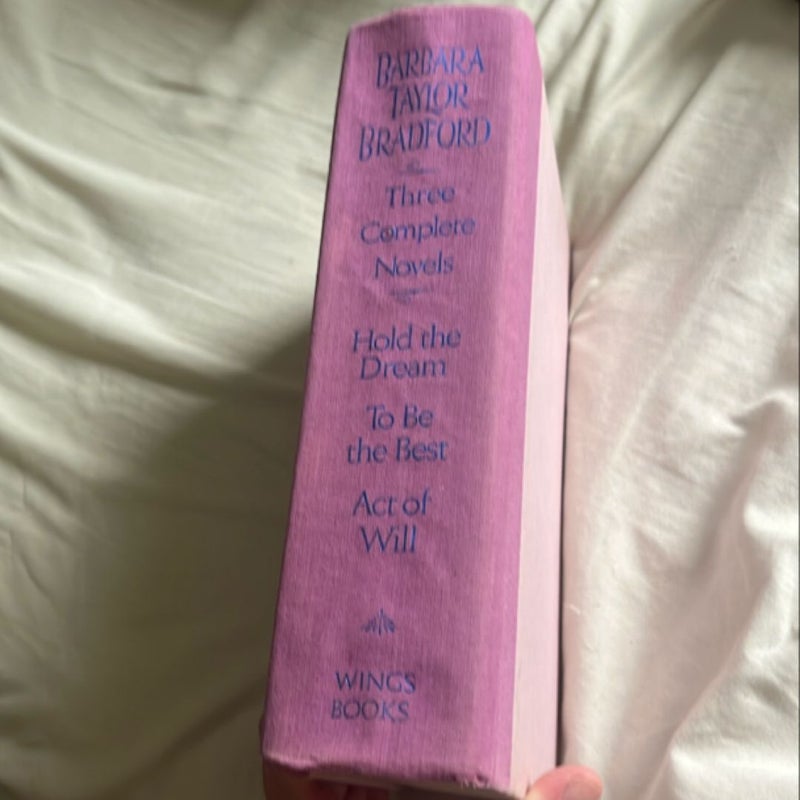 BARBARA
TAYLOR
BRADFORD
Three
Complete
Novels
Hold the
Dream
To Be
the Best
Act of
Will
WINGS
BOOKS